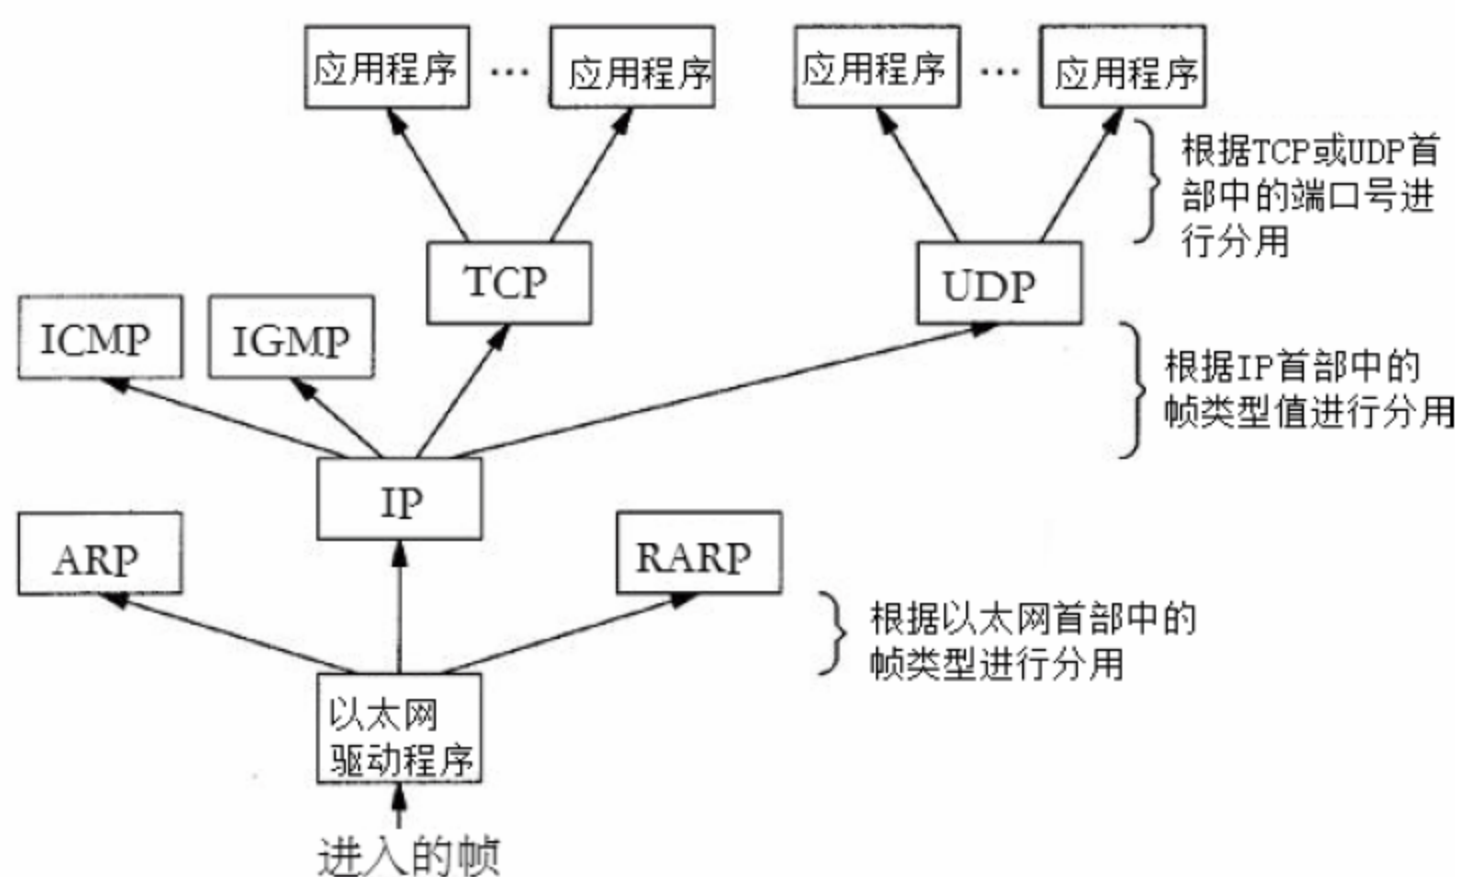 应用程序 ··· 应用程序 应用程序 ··· 应用程序
根据TCP或UDP首
部中的端口号进
行分用
TCP
UDP
ICMP
IGMP
根据IP首部中的
帧类型值进行分用
IP
ARP
RARP
根据以太网首部中的
帧类型进行分用
以太网
驱动程序
进入的帧